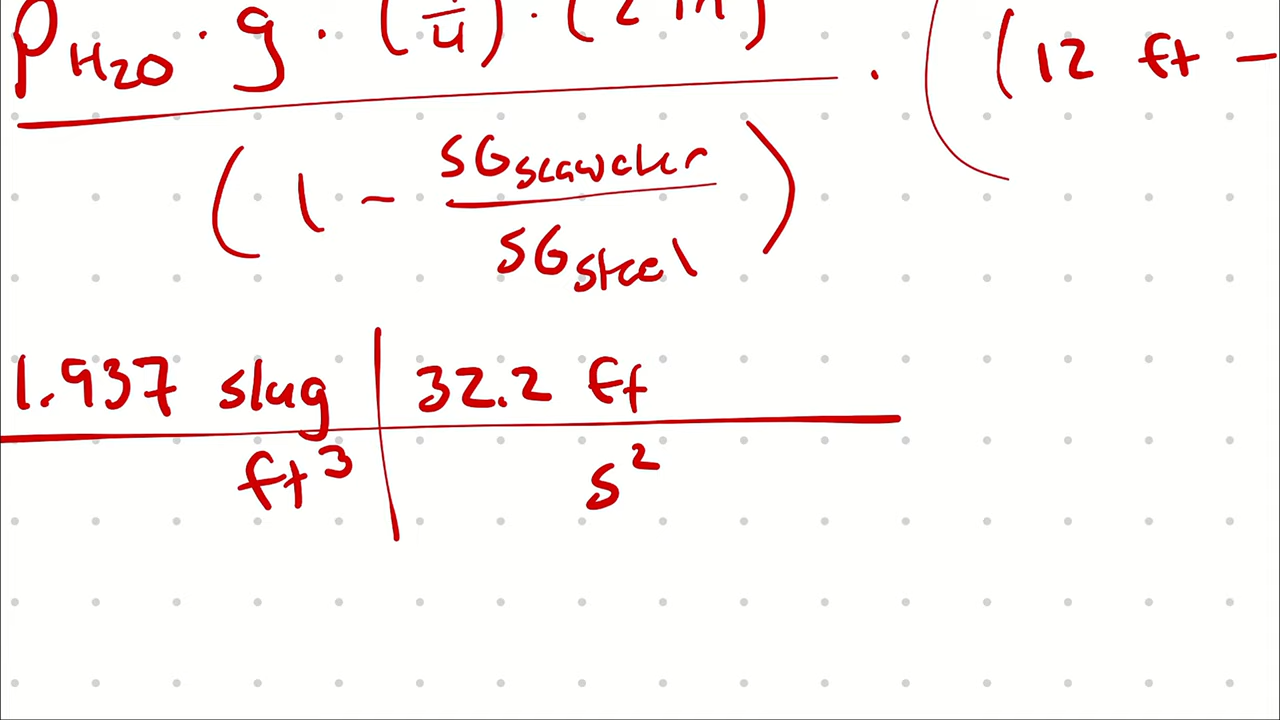 ρH2O · g · (π/4) · (2 in) · (12 ft -
(1 - SGseawater
SGsteel)
1.937 slug | 32.2 ft
ft³ | s²